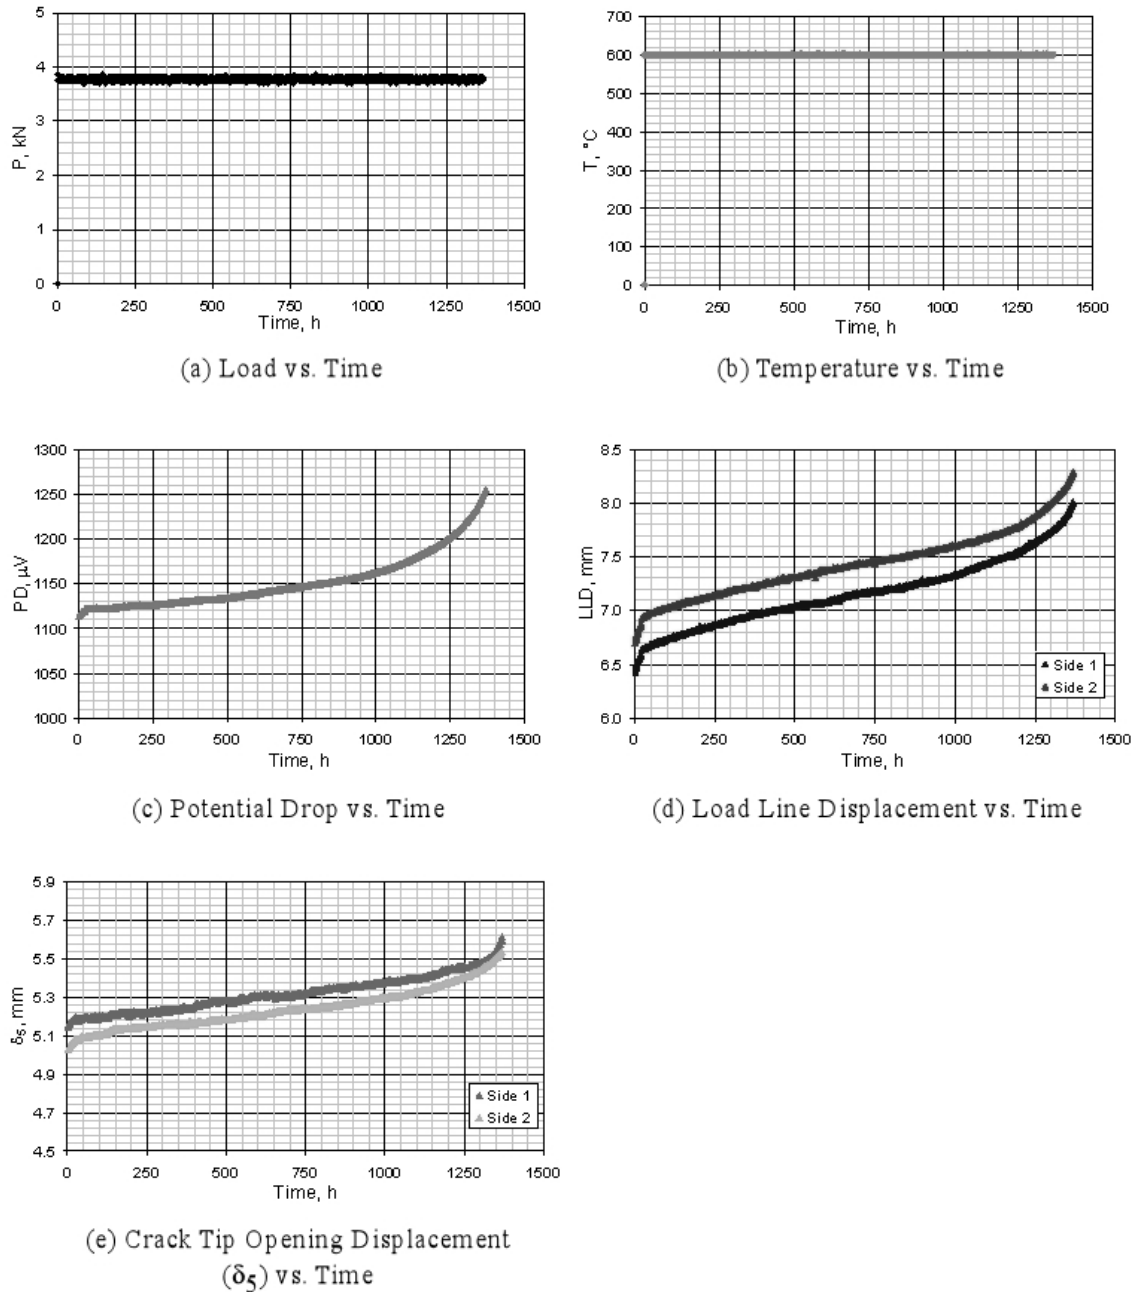 5
4
3
2
1
0
P, kN
0 250 500 750 1000 1250 1500
Time, h
(a) Load vs. Time
700
600
500
400
300
200
100
0
T, °C
0 250 500 750 1000 1250 1500
Time, h
(b) Temperature vs. Time
1300
1250
1200
1150
1100
1050
1000
PD, µV
0 250 500 750 1000 1250 1500
Time, h
(c) Potential Drop vs. Time
8.5
8.0
7.5
7.0
6.5
6.0
LLD, mm
Side 1
Side 2
0 250 500 750 1000 1250 1500
Time, h
(d) Load Line Displacement vs. Time
5.9
5.7
5.5
5.3
5.1
4.9
4.7
4.5
δ5, mm
Side 1
Side 2
0 250 500 750 1000 1250 1500
Time, h
(e) Crack Tip Opening Displacement
(δ5) vs. Time